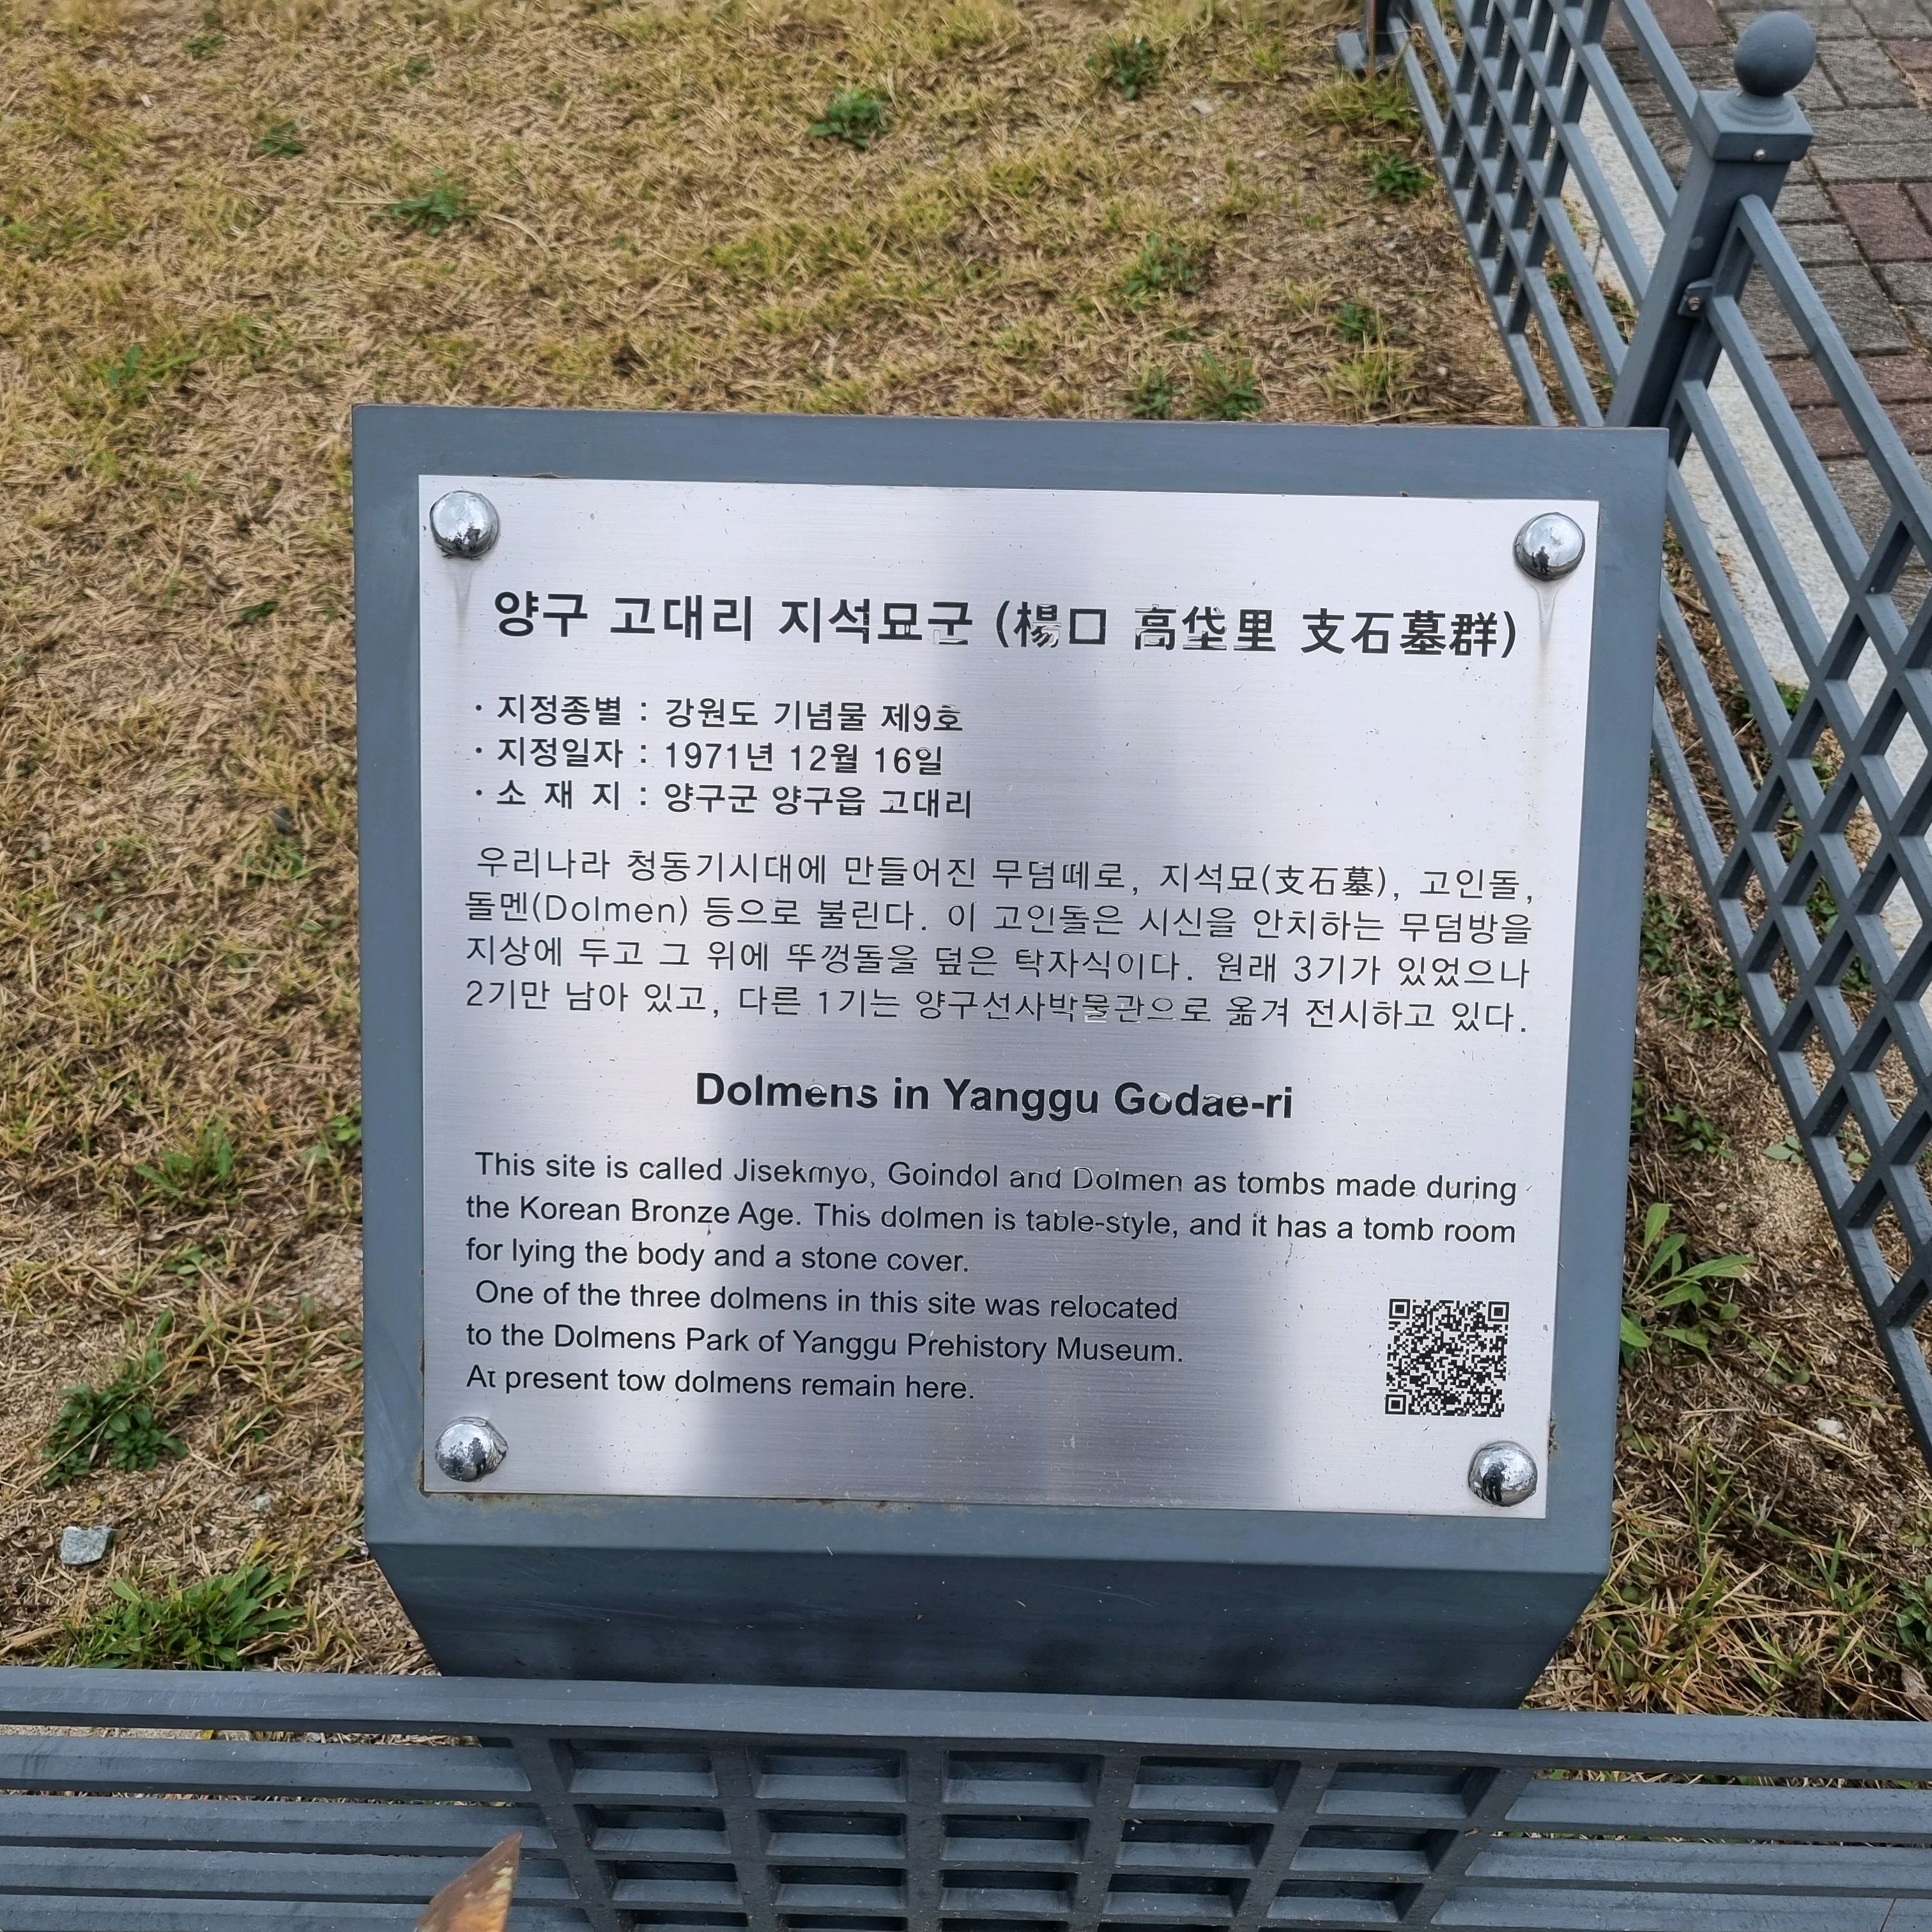 양구 고대리 지석묘군 (楊口 高垈里 支石墓群)
· 지정종별 : 강원도 기념물 제9호
· 지정일자 : 1971년 12월 16일
· 소 재 지 : 양구군 양구읍 고대리
우리나라 청동기시대에 만들어진 무덤떼로, 지석묘(支石墓), 고인돌,
돌멘(Dolmen) 등으로 불린다. 이 고인돌은 시신을 안치하는 무덤방을
지상에 두고 그 위에 뚜껑돌을 덮은 탁자식이다. 원래 3기가 있었으나
2기만 남아 있고, 다른 1기는 양구선사박물관으로 옮겨 전시하고 있다.
Dolmens in Yanggu Godae-ri
This site is called Jisekmyo, Goindol and Dolmen as tombs made during
the Korean Bronze Age. This dolmen is table-style, and it has a tomb room
for lying the body and a stone cover.
One of the three dolmens in this site was relocated
to the Dolmens Park of Yanggu Prehistory Museum.
At present tow dolmens remain here.